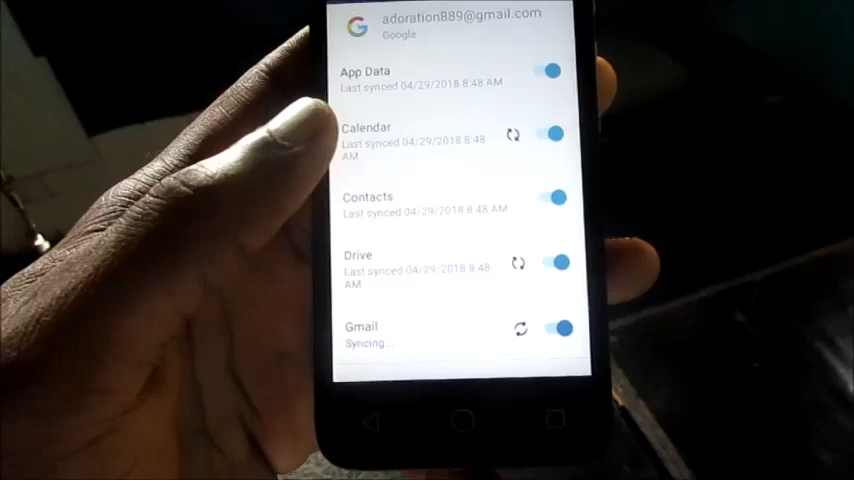 adoration889@gmail.com
Google
App Data
Last synced 04/29/2018 8:48 AM
Calendar
Last synced 04/29/2018 8:48
AM
Contacts
Last synced 04/29/2018 8:48 AM
Drive
Last synced 04/29/2018 8:48
AM
Gmail
Syncing...